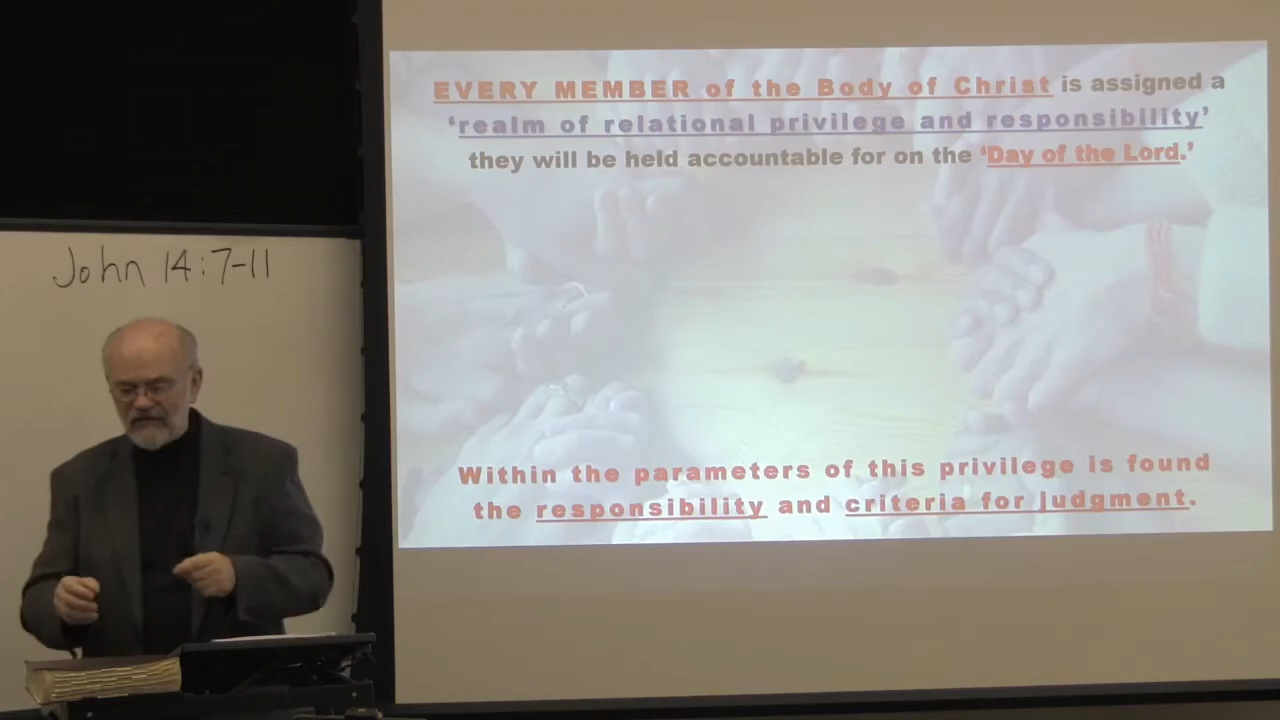 EVERY MEMBER of the Body of Christ is assigned a
‘realm of relational privilege and responsibility’
they will be held accountable for on the ‘Day of the Lord.’
John 14:7-11
Within the parameters of this privilege is found
the responsibility and criteria for judgment.